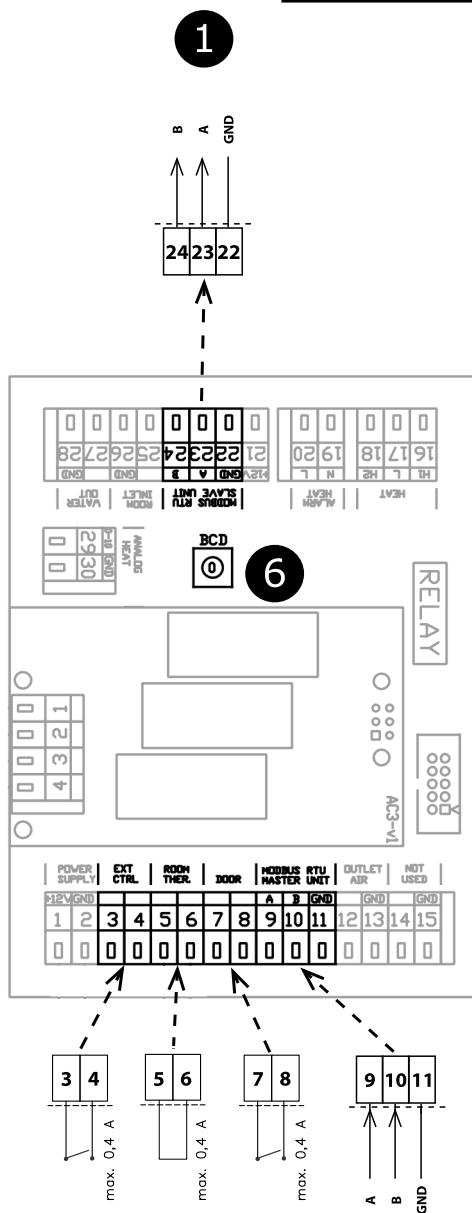 1
B A GND
24 23 22
28 27 26 25 24 23 22 21 20 19 18 17 16
GND GND B A GND +12V L N H2 L H1
VATER OUT
ROOM INLET
MODBUS RTU SLAVE UNIT
ALARM HEAT
HEAT
29 30
0-10 GND
ANALOG HEAT
BCD
0
6
RELAY
1
2
3
4
AC3-v1
POWER SUPPLY
EXT CTRL
ROOM THER.
DOOR
MODBUS RTU MASTER UNIT
OUTLET AIR
NOT USED
+12V GND A B GND GND GND
1 2 3 4 5 6 7 8 9 10 11 12 13 14 15
3 4
5 6
7 8
9 10 11
max. 0,4 A
max. 0,4 A
max. 0,4 A
A B GND